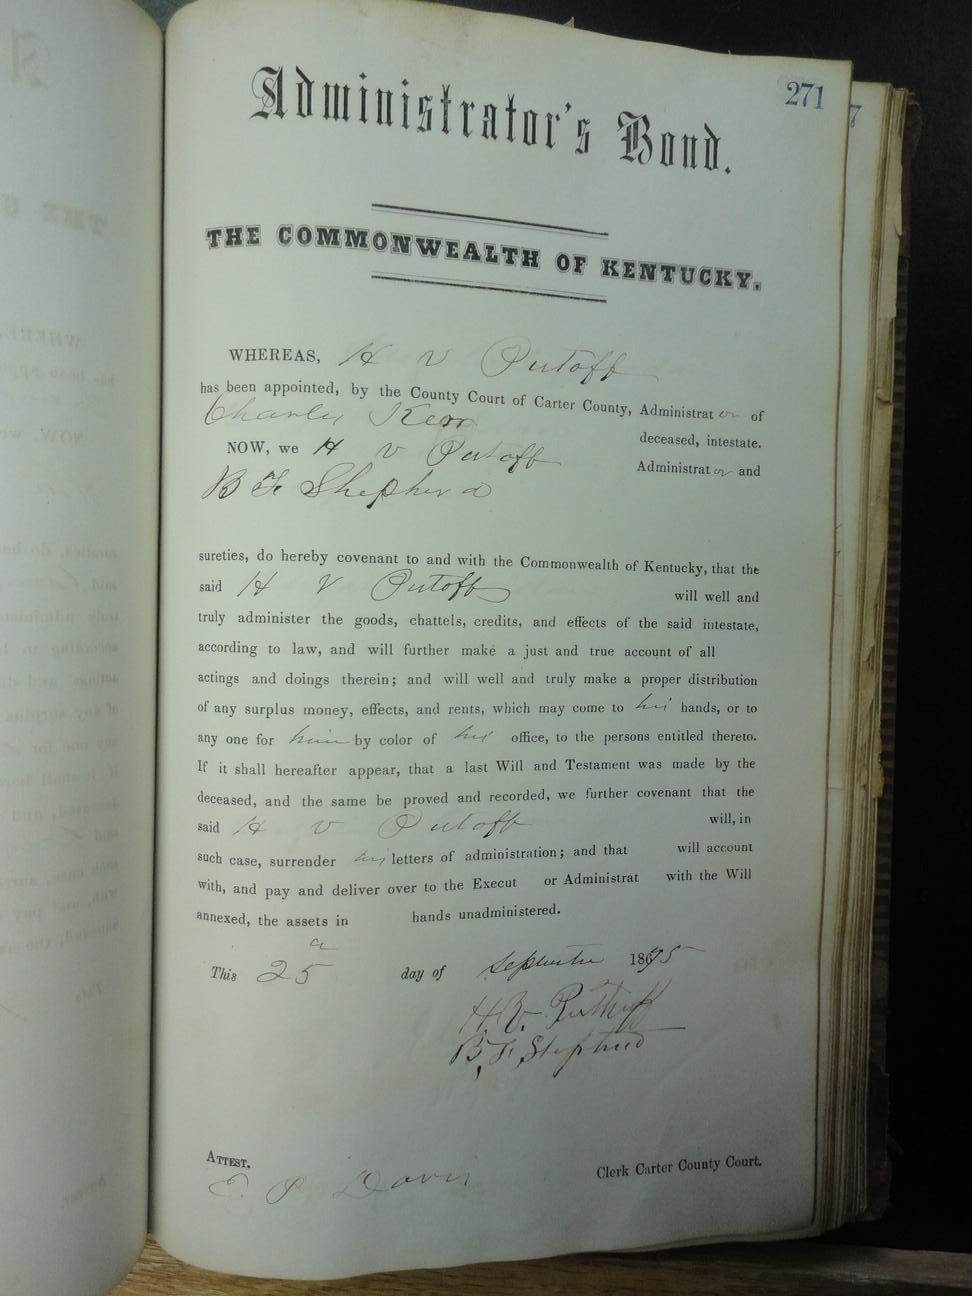 271
7
Administrator's Bond.
THE COMMONWEALTH OF KENTUCKY.
WHEREAS, H V Putoff
has been appointed, by the County Court of Carter County, Administrator of
Charley Kerr deceased, intestate.
NOW, we H V Putoff Administrator and
B F Shepherd
sureties, do hereby covenant to and with the Commonwealth of Kentucky, that the
said H V Putoff will well and
truly administer the goods, chattels, credits, and effects of the said intestate,
according to law, and will further make a just and true account of all
actings and doings therein; and will well and truly make a proper distribution
of any surplus money, effects, and rents, which may come to his hands, or to
any one for him by color of his office, to the persons entitled thereto.
If it shall hereafter appear, that a last Will and Testament was made by the
deceased, and the same be proved and recorded, we further covenant that the
said H V Putoff will, in
such case, surrender his letters of administration; and that will account
with, and pay and deliver over to the Execut or Administrat with the Will
annexed, the assets in hands unadministered.
This 25 day of September 1875
H. V. Puthuff
B. F. Shepherd
ATTEST.
E P Davis Clerk Carter County Court.